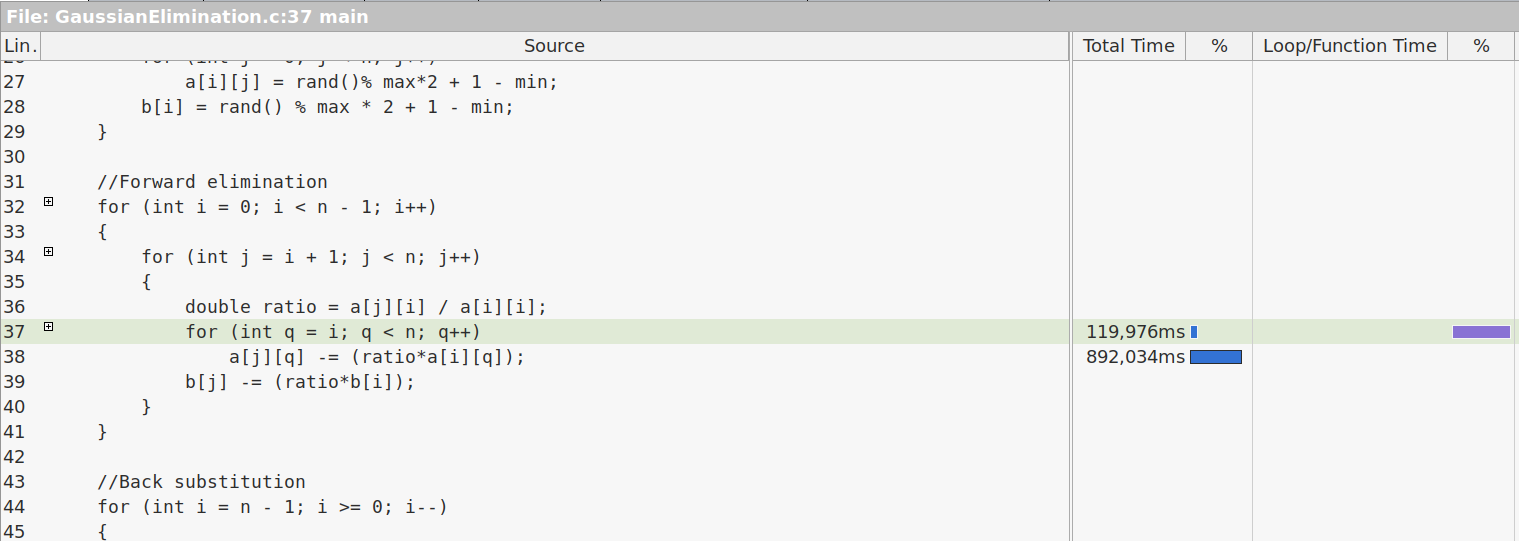 File: GaussianElimination.c:37 main
Lin. Source Total Time % Loop/Function Time %
27 a[i][j] = rand()% max*2 + 1 - min;
28 b[i] = rand() % max * 2 + 1 - min;
29 }
30
31 //Forward elimination
32 for (int i = 0; i < n - 1; i++)
33 {
34 for (int j = i + 1; j < n; j++)
35 {
36 double ratio = a[j][i] / a[i][i];
37 for (int q = i; q < n; q++) 119,976ms
38 a[j][q] -= (ratio*a[i][q]); 892,034ms
39 b[j] -= (ratio*b[i]);
40 }
41 }
42
43 //Back substitution
44 for (int i = n - 1; i >= 0; i--)
45 {